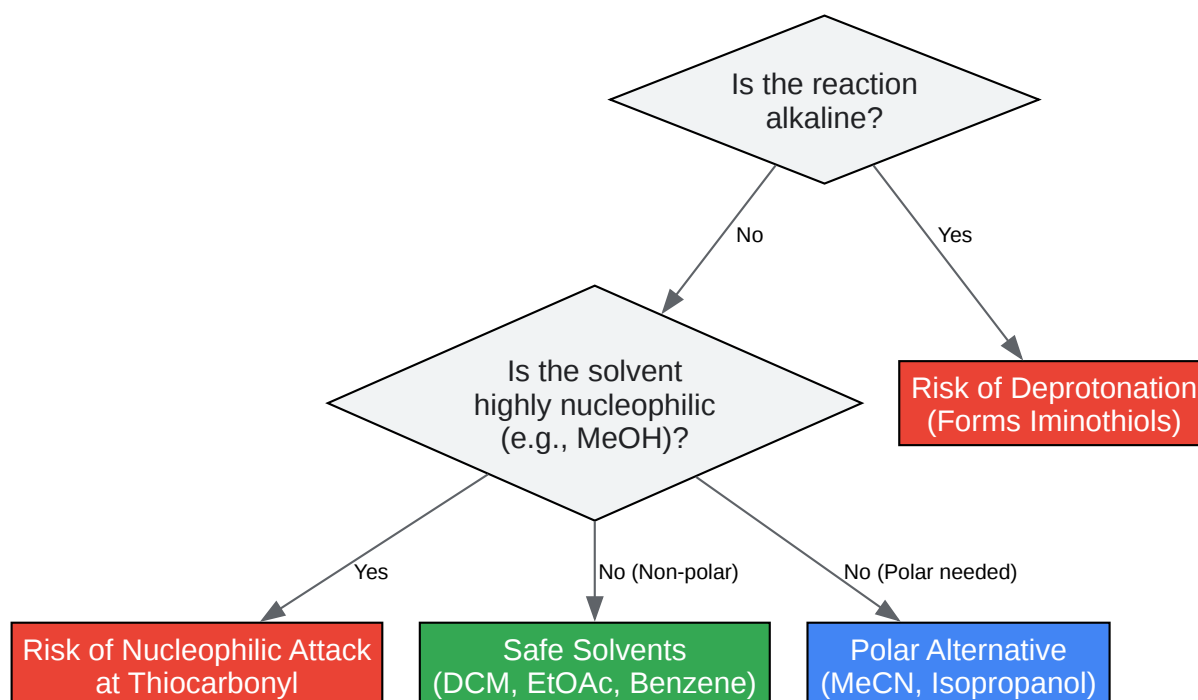 Is the reaction
alkaline?
No
Yes
Is the solvent
highly nucleophilic
(e.g., MeOH)?
Risk of Deprotonation
(Forms Iminothiols)
Yes
No (Non-polar)
No (Polar needed)
Risk of Nucleophilic Attack
at Thiocarbonyl
Safe Solvents
(DCM, EtOAc, Benzene)
Polar Alternative
(MeCN, Isopropanol)